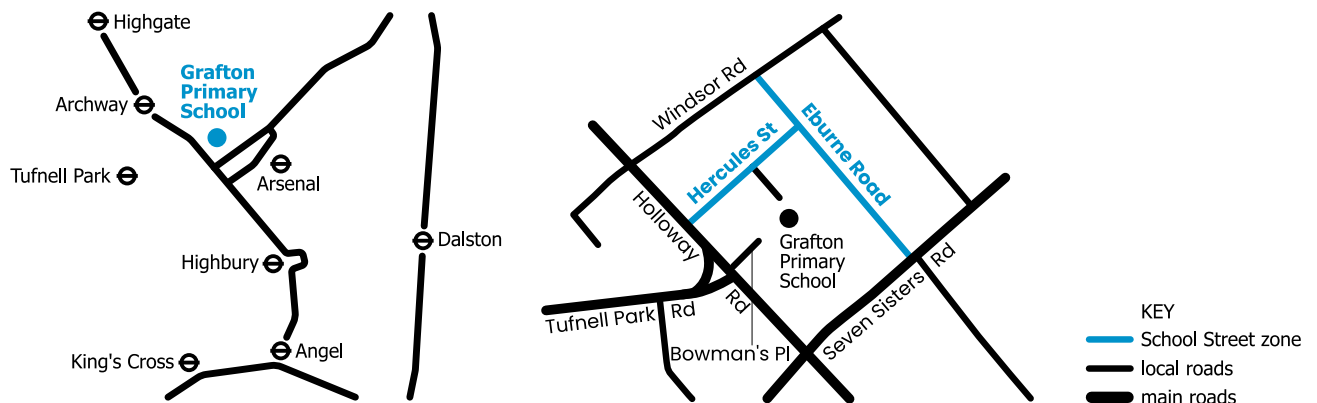 Highgate
Grafton
Primary
School
Archway
Tufnell Park
Arsenal
Highbury
Dalston
King's Cross
Angel
Windsor Rd
Hercules St
Eburne Road
Holloway
Rd
Grafton
Primary
School
Tufnell Park Rd
Bowman's Pl
Seven Sisters Rd
KEY
School Street zone
local roads
main roads